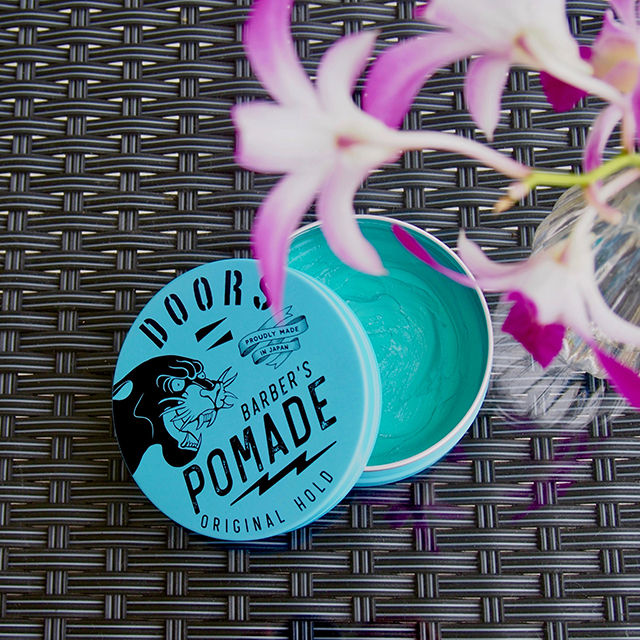 DOORS
PROUDLY MADE
IN JAPAN
BARBER'S
POMADE
ORIGINAL HOLD